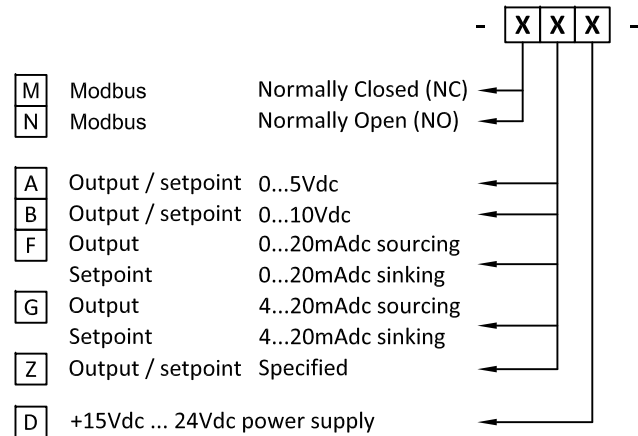 - X X X -
M Modbus Normally Closed (NC)
N Modbus Normally Open (NO)
A Output / setpoint 0...5Vdc
B Output / setpoint 0...10Vdc
F Output 0...20mAdc sourcing
Setpoint 0...20mAdc sinking
G Output 4...20mAdc sourcing
Setpoint 4...20mAdc sinking
Z Output / setpoint Specified
D +15Vdc ... 24Vdc power supply